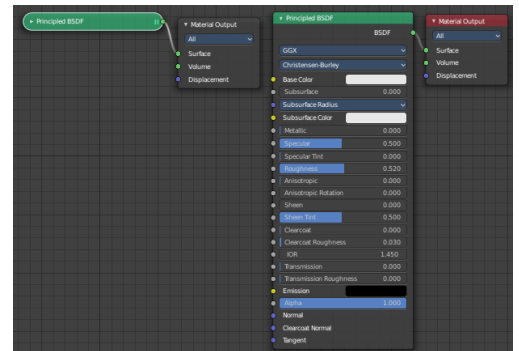 Principled BSDF
Material Output
All
Surface
Volume
Displacement
Principled BSDF
BSDF
GGX
Christensen-Burley
Base Color
Subsurface 0.000
Subsurface Radius
Subsurface Color
Metallic 0.000
Specular 0.500
Specular Tint 0.000
Roughness 0.520
Anisotropic 0.000
Anisotropic Rotation 0.000
Sheen 0.000
Sheen Tint 0.500
Clearcoat 0.000
Clearcoat Roughness 0.030
IOR 1.450
Transmission 0.000
Transmission Roughness 0.000
Emission
Alpha 1.000
Normal
Clearcoat Normal
Tangent
Material Output
All
Surface
Volume
Displacement